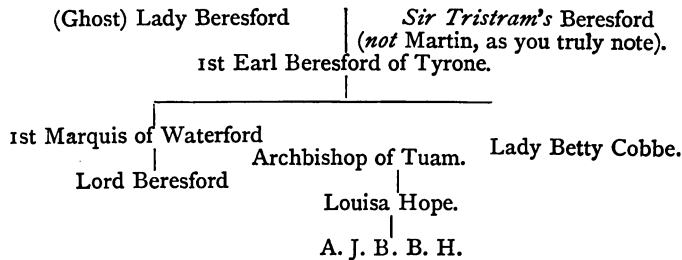 (Ghost) Lady Beresford Sir Tristram's Beresford
(not Martin, as you truly note).
1st Earl Beresford of Tyrone.
1st Marquis of Waterford
Archbishop of Tuam.
Lady Betty Cobbe.
Lord Beresford
Louisa Hope.
A. J. B. B. H.